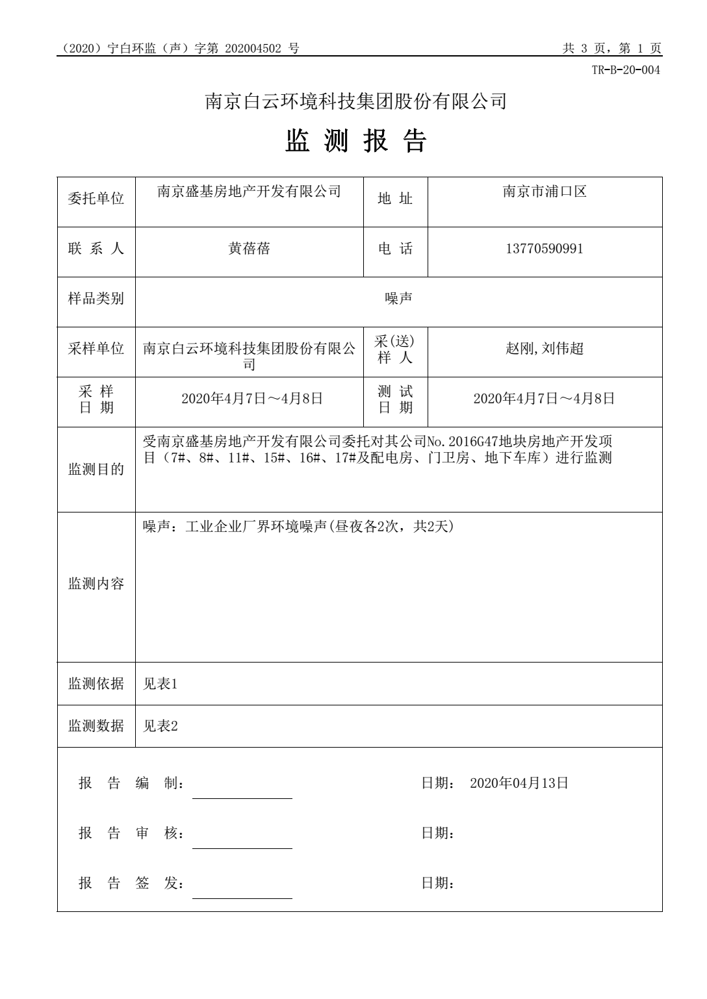 （2020）宁白环监（声）字第 202004502 号
共 3 页，第 1 页
TR-B-20-004
南京白云环境科技集团股份有限公司
监 测 报 告
委托单位
南京盛基房地产开发有限公司
地 址
南京市浦口区
联 系 人
黄蓓蓓
电 话
13770590991
样品类别
噪声
采样单位
南京白云环境科技集团股份有限公
司
采(送)
样 人
赵刚,刘伟超
采 样
日 期
2020年4月7日～4月8日
测 试
日 期
2020年4月7日～4月8日
监测目的
受南京盛基房地产开发有限公司委托对其公司No.2016G47地块房地产开发项
目（7#、8#、11#、15#、16#、17#及配电房、门卫房、地下车库）进行监测
监测内容
噪声：工业企业厂界环境噪声(昼夜各2次，共2天)
监测依据
见表1
监测数据
见表2
报 告 编 制：
日期： 2020年04月13日
报 告 审 核：
日期：
报 告 签 发：
日期：